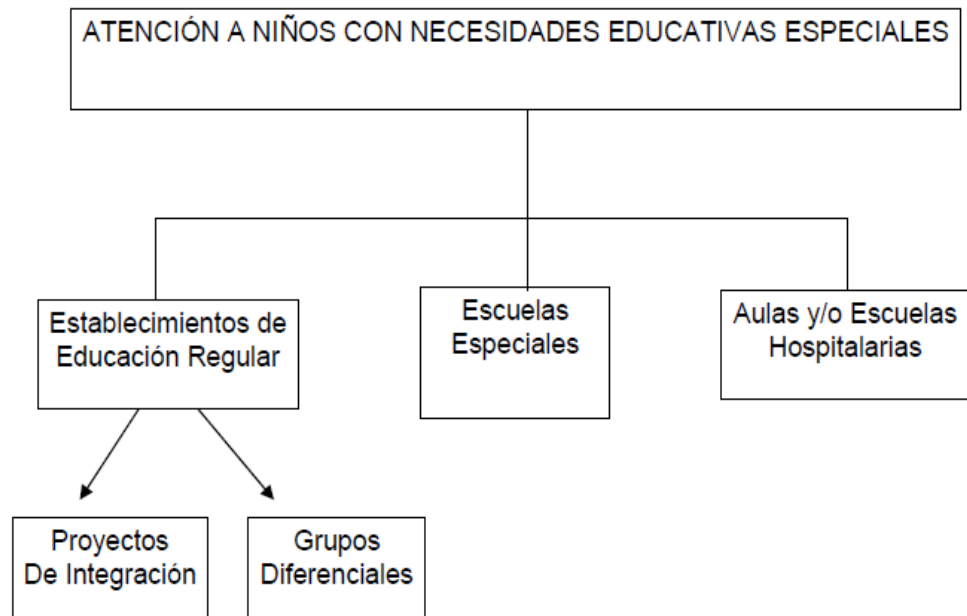 ATENCIÓN A NIÑOS CON NECESIDADES EDUCATIVAS ESPECIALES
Establecimientos de
Educación Regular
Escuelas
Especiales
Aulas y/o Escuelas
Hospitalarias
Proyectos
De Integración
Grupos
Diferenciales